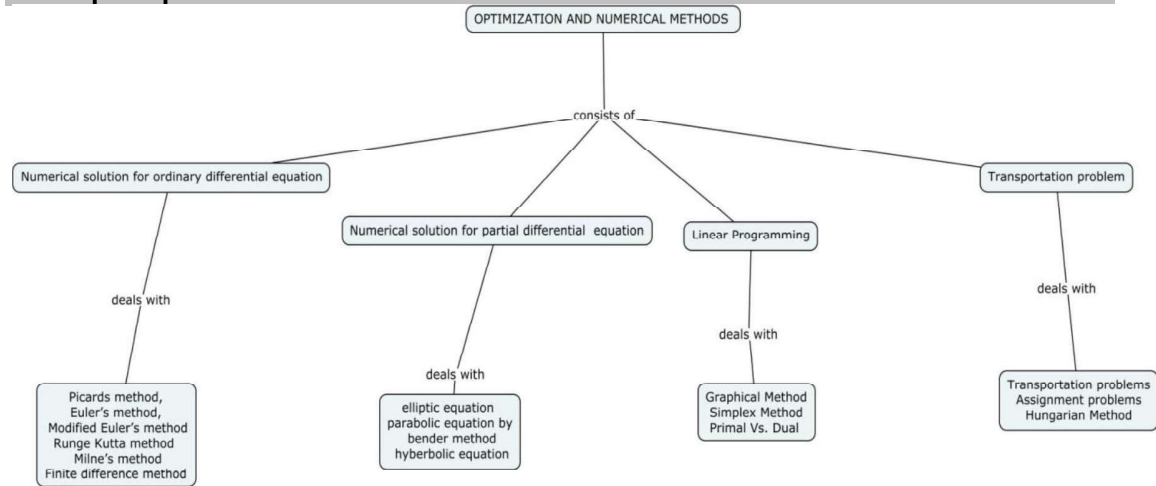 OPTIMIZATION AND NUMERICAL METHODS
consists of
Numerical solution for ordinary differential equation
Transportation problem
Numerical solution for partial differential equation
Linear Programming
deals with
deals with
deals with
deals with
Picards method,
Euler's method,
Modified Euler's method
Runge Kutta method
Milne's method
Finite difference method
elliptic equation
parabolic equation by
bender method
hyberbolic equation
Graphical Method
Simplex Method
Primal Vs. Dual
Transportation problems
Assignment problems
Hungarian Method